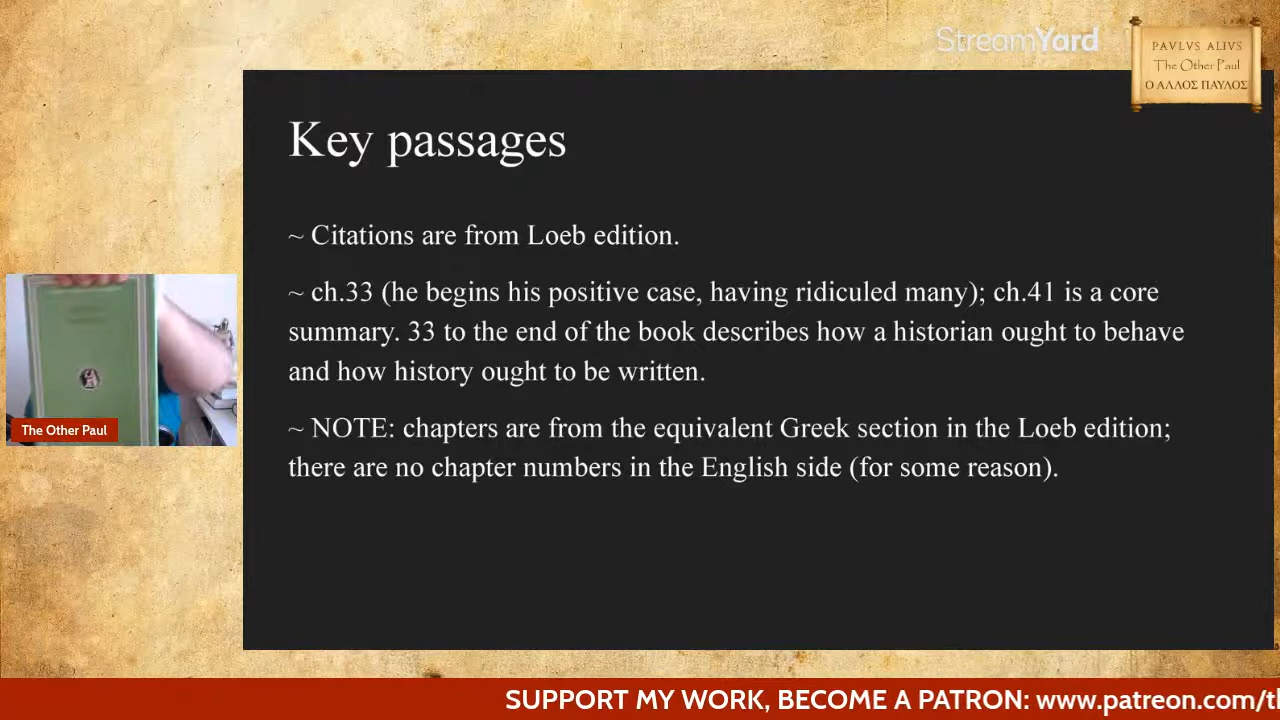 StreamYard
PAVLVS ALIVS
The Other Paul
Ο ΑΛΛΟΣ ΠΑΥΛΟΣ
Key passages
~ Citations are from Loeb edition.
~ ch.33 (he begins his positive case, having ridiculed many); ch.41 is a core
summary. 33 to the end of the book describes how a historian ought to behave
and how history ought to be written.
~ NOTE: chapters are from the equivalent Greek section in the Loeb edition;
there are no chapter numbers in the English side (for some reason).
The Other Paul
SUPPORT MY WORK, BECOME A PATRON: www.patreon.com/